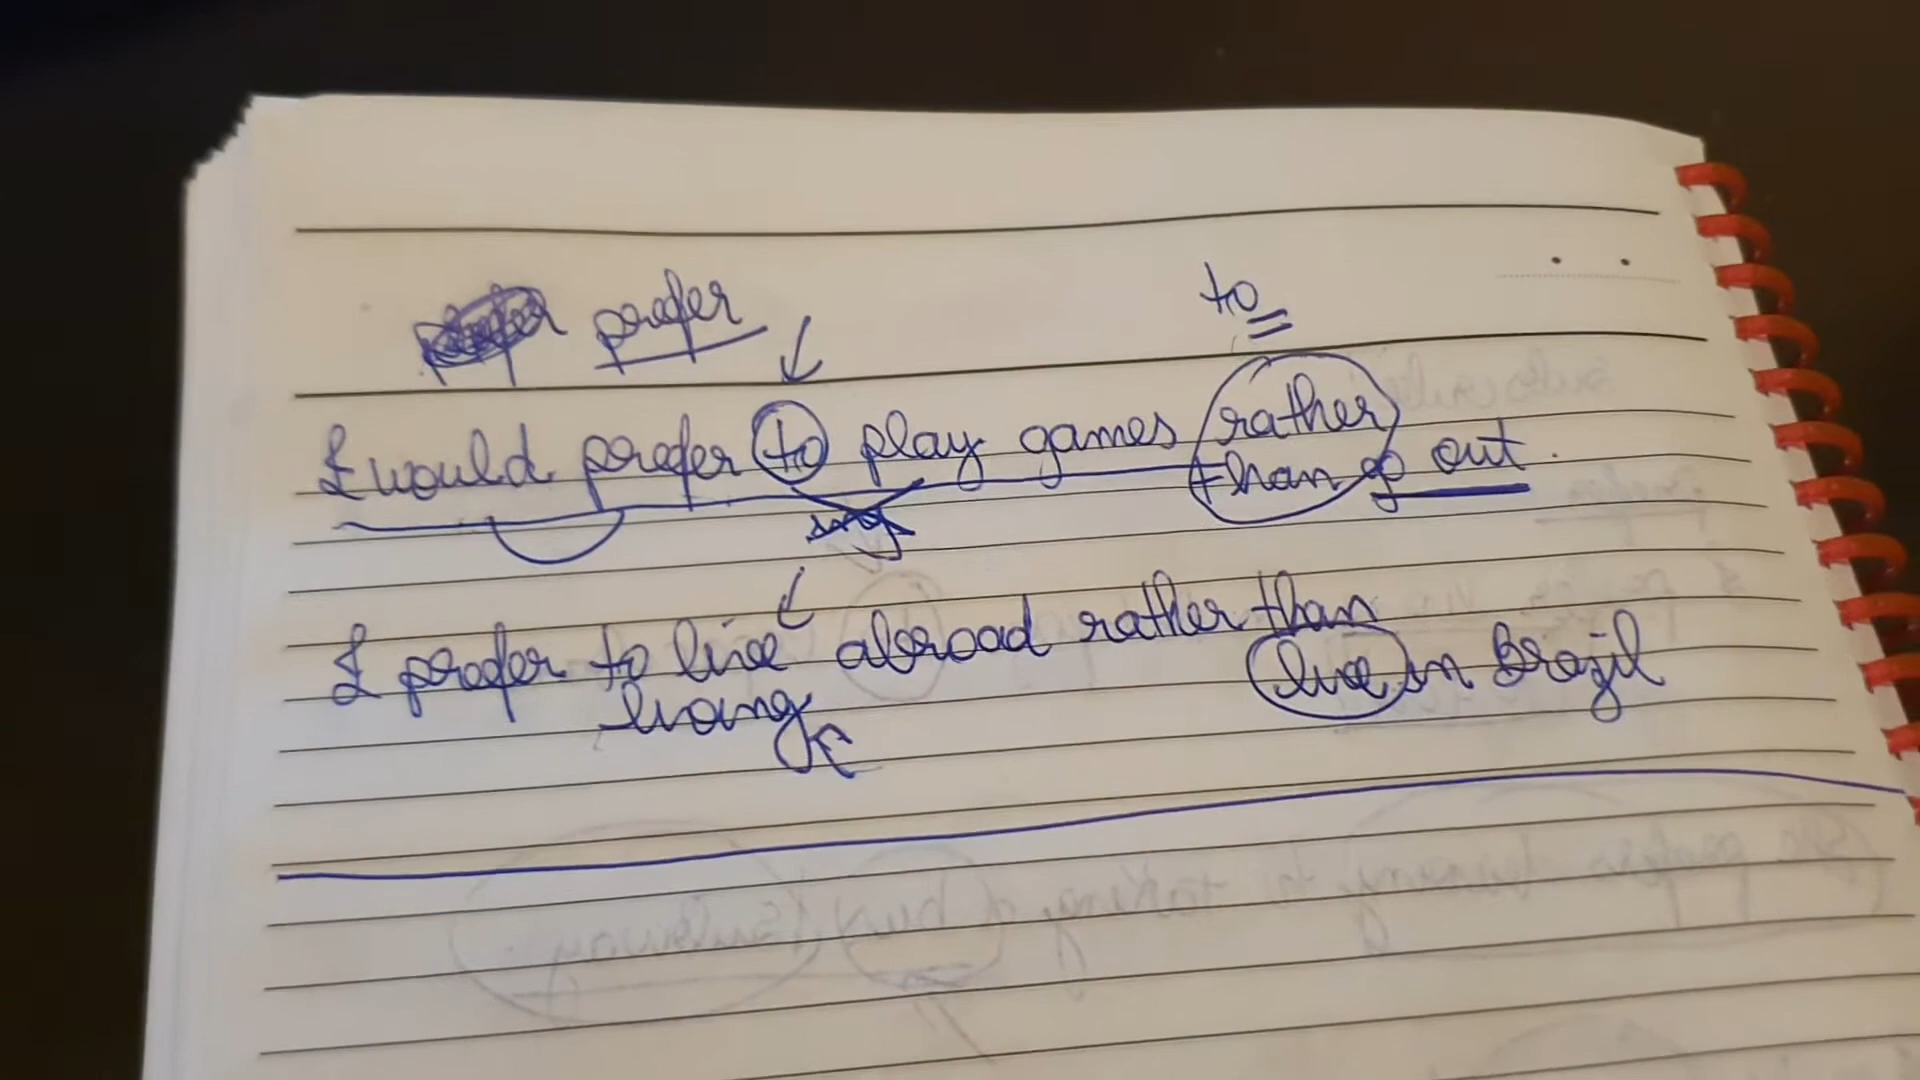 prefer to
I would prefer to play games rather
than go out.
ing
I prefer to live abroad rather than
living live in Brazil